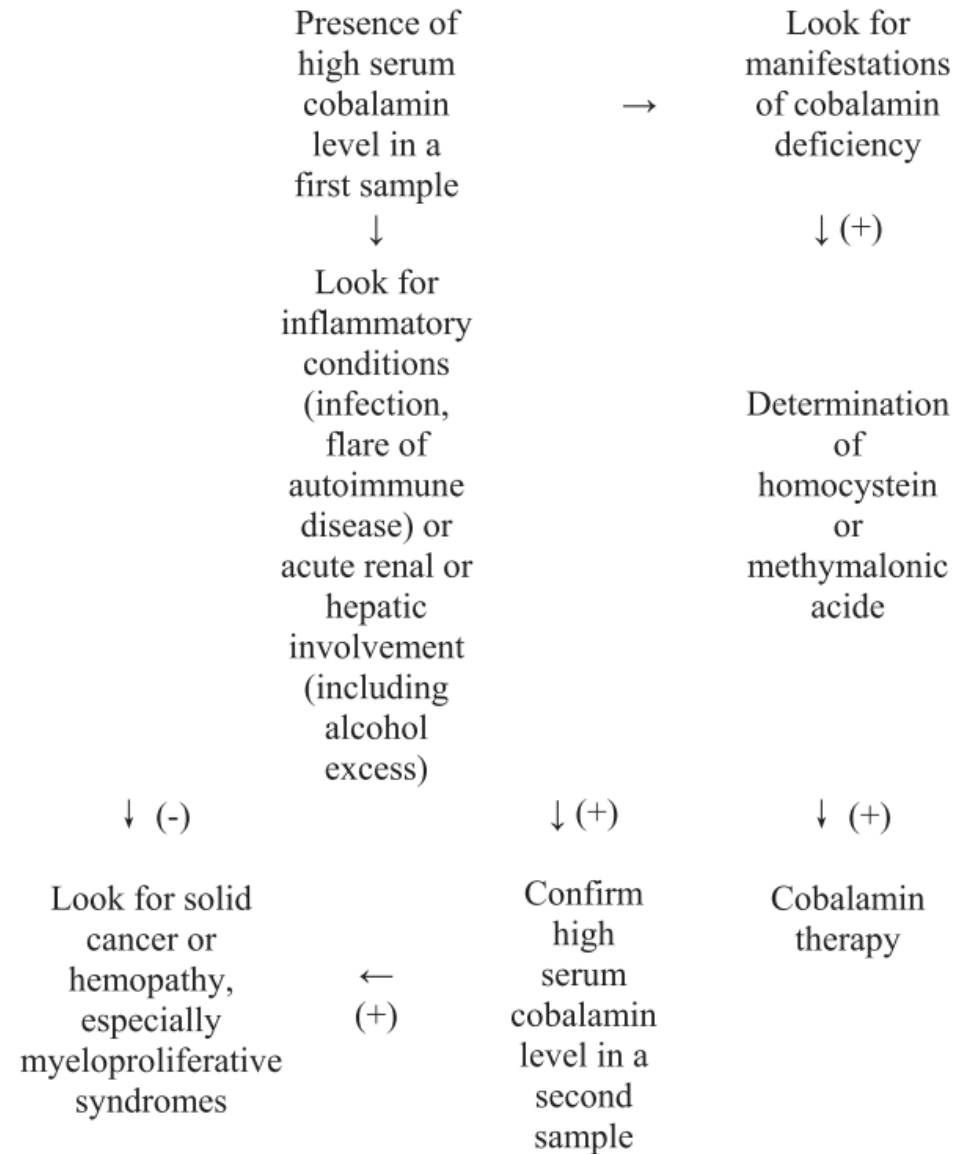 Presence of
high serum
cobalamin
level in a
first sample
→
Look for
manifestations
of cobalamin
deficiency
↓
↓ (+)
Look for
inflammatory
conditions
(infection,
flare of
autoimmune
disease) or
acute renal or
hepatic
involvement
(including
alcohol
excess)
Determination
of
homocystein
or
methymalonic
acide
↓ (-)
↓ (+)
↓ (+)
Look for solid
cancer or
hemopathy,
especially
myeloproliferative
syndromes
←
(+)
Confirm
high
serum
cobalamin
level in a
second
sample
Cobalamin
therapy